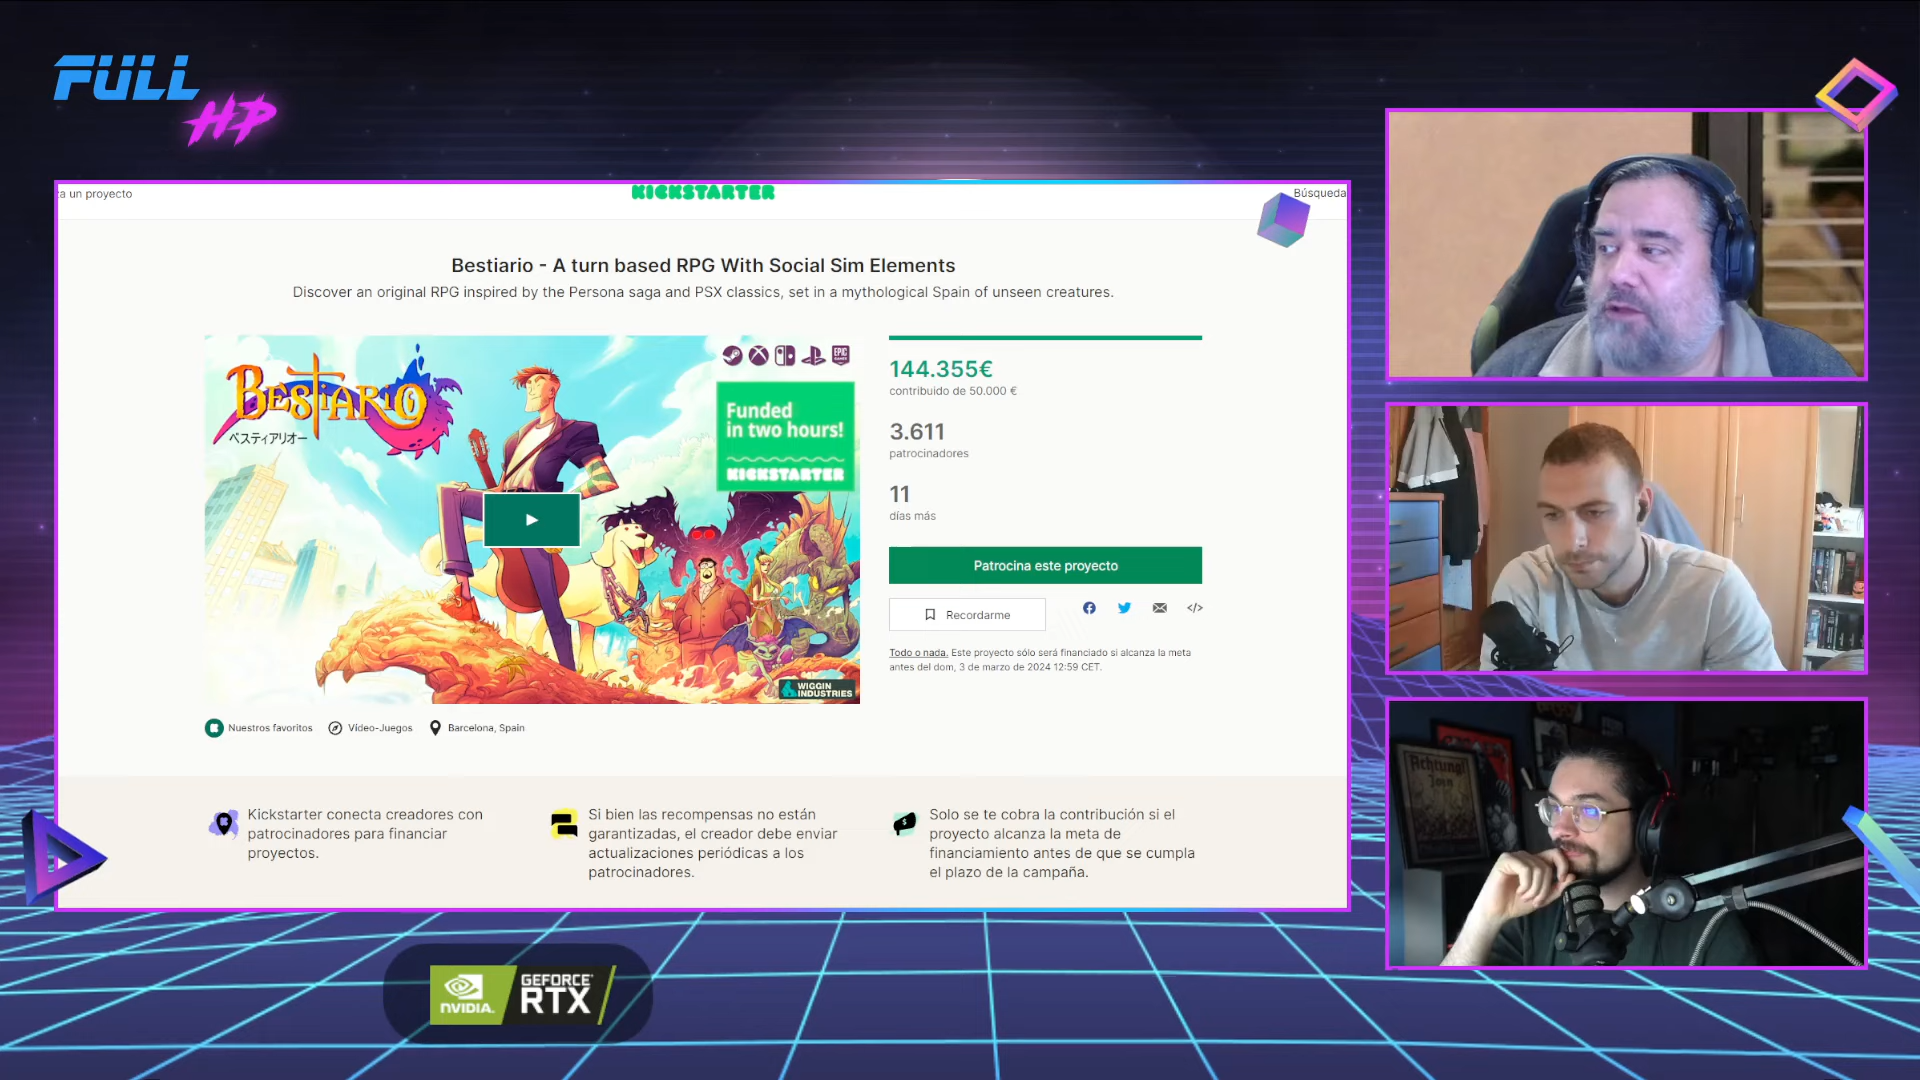 FULL
HP
za un proyecto
KICKSTARTER
Búsqueda
Bestiario - A turn based RPG With Social Sim Elements
Discover an original RPG inspired by the Persona saga and PSX classics, set in a mythological Spain of unseen creatures.
BESTIARIO
ベスティアリオー
EPIC
GAMES
Funded
in two hours!
KICKSTARTER
WIGGIN
INDUSTRIES
144.355€
contribuido de 50.000 €
3.611
patrocinadores
11
días más
Patrocina este proyecto
Recordarme
</>
Todo o nada. Este proyecto sólo será financiado si alcanza la meta
antes del dom, 3 de marzo de 2024 12:59 CET.
Nuestros favoritos
Vídeo-Juegos
Barcelona, Spain
Kickstarter conecta creadores con
patrocinadores para financiar
proyectos.
Si bien las recompensas no están
garantizadas, el creador debe enviar
actualizaciones periódicas a los
patrocinadores.
Solo se te cobra la contribución si el
proyecto alcanza la meta de
financiamiento antes de que se cumpla
el plazo de la campaña.
Achtung!
Join
NVIDIA.
GEFORCE
RTX